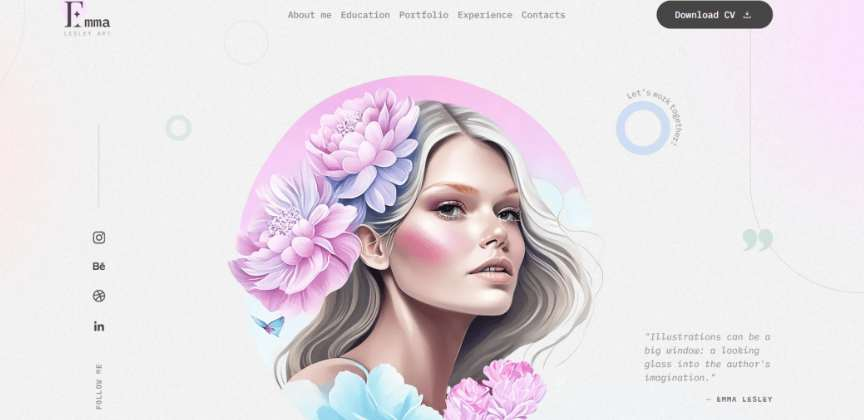 Emma
LESLEY ART
About me Education Portfolio Experience Contacts
Download CV
Let's work together!
Bē
in
FOLLOW ME
"Illustrations can be a
big window: a looking
glass into the author's
imagination."
— EMMA LESLEY